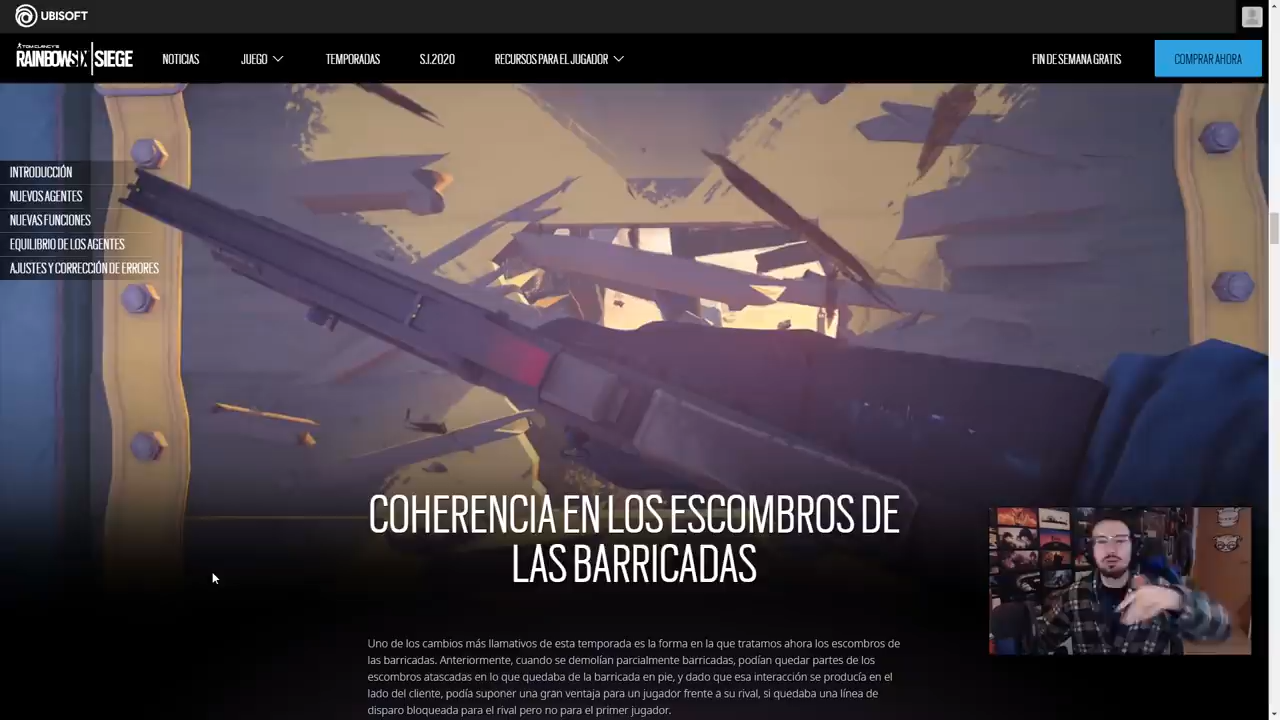 UBISOFT
TOM CLANCY'S
RAINBOWSIX | SIEGE
NOTICIAS
JUEGO
TEMPORADAS
S.I.2020
RECURSOS PARA EL JUGADOR
FIN DE SEMANA GRATIS
COMPRAR AHORA
INTRODUCCIÓN
NUEVOS AGENTES
NUEVAS FUNCIONES
EQUILIBRIO DE LOS AGENTES
AJUSTES Y CORRECCIÓN DE ERRORES
COHERENCIA EN LOS ESCOMBROS DE
LAS BARRICADAS
Uno de los cambios más llamativos de esta temporada es la forma en la que tratamos ahora los escombros de
las barricadas. Anteriormente, cuando se demolían parcialmente barricadas, podían quedar partes de los
escombros atascadas en lo que quedaba de la barricada en pie, y dado que esa interacción se producía en el
lado del cliente, podía suponer una gran ventaja para un jugador frente a su rival, si quedaba una línea de
disparo bloqueada para el rival pero no para el primer jugador.